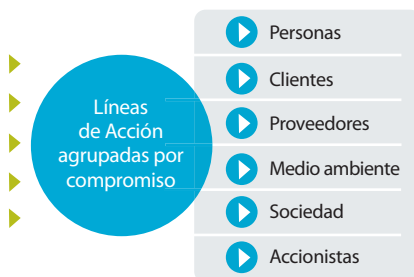 Líneas
de Acción
agrupadas por
compromiso
Personas
Clientes
Proveedores
Medio ambiente
Sociedad
Accionistas